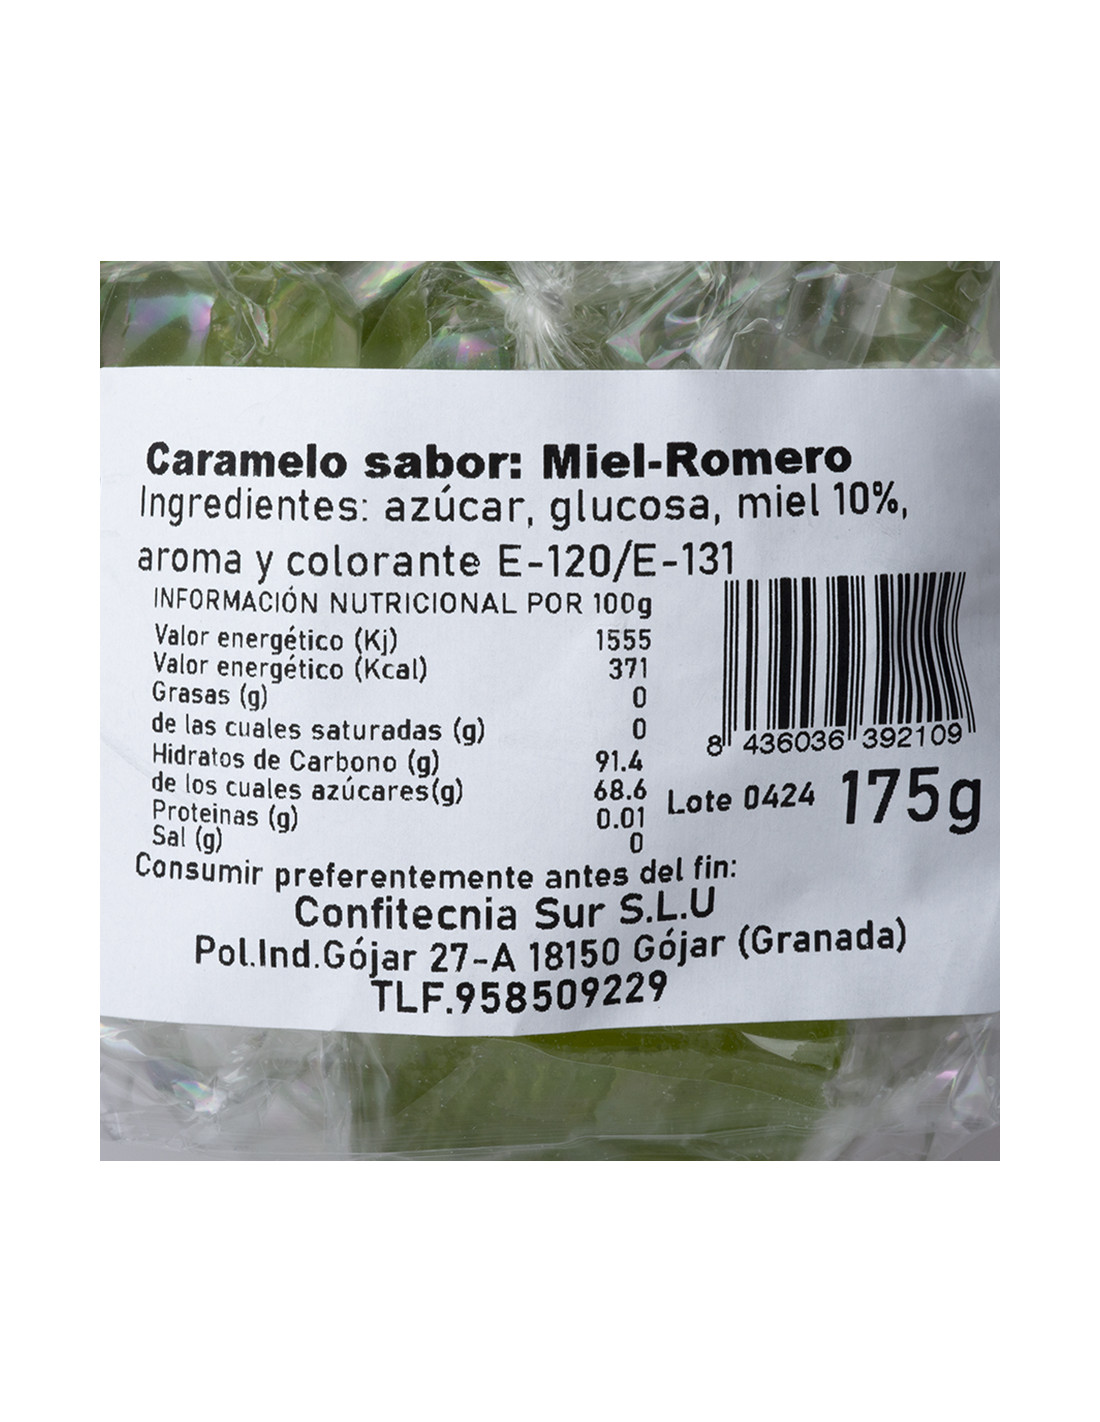 Caramelo sabor: Miel-Romero
Ingredientes: azúcar, glucosa, miel 10%,
aroma y colorante E-120/E-131
INFORMACIÓN NUTRICIONAL POR 100g
Valor energético (Kj) 1555
Valor energético (Kcal) 371
Grasas (g) 0
de las cuales saturadas (g) 0
Hidratos de Carbono (g) 91.4
de los cuales azúcares(g) 68.6
Proteinas (g) 0.01
Sal (g) 0
8 436036 392109
Lote 0424 175g
Consumir preferentemente antes del fin:
Confitecnia Sur S.L.U
Pol.Ind.Gójar 27-A 18150 Gójar (Granada)
TLF.958509229